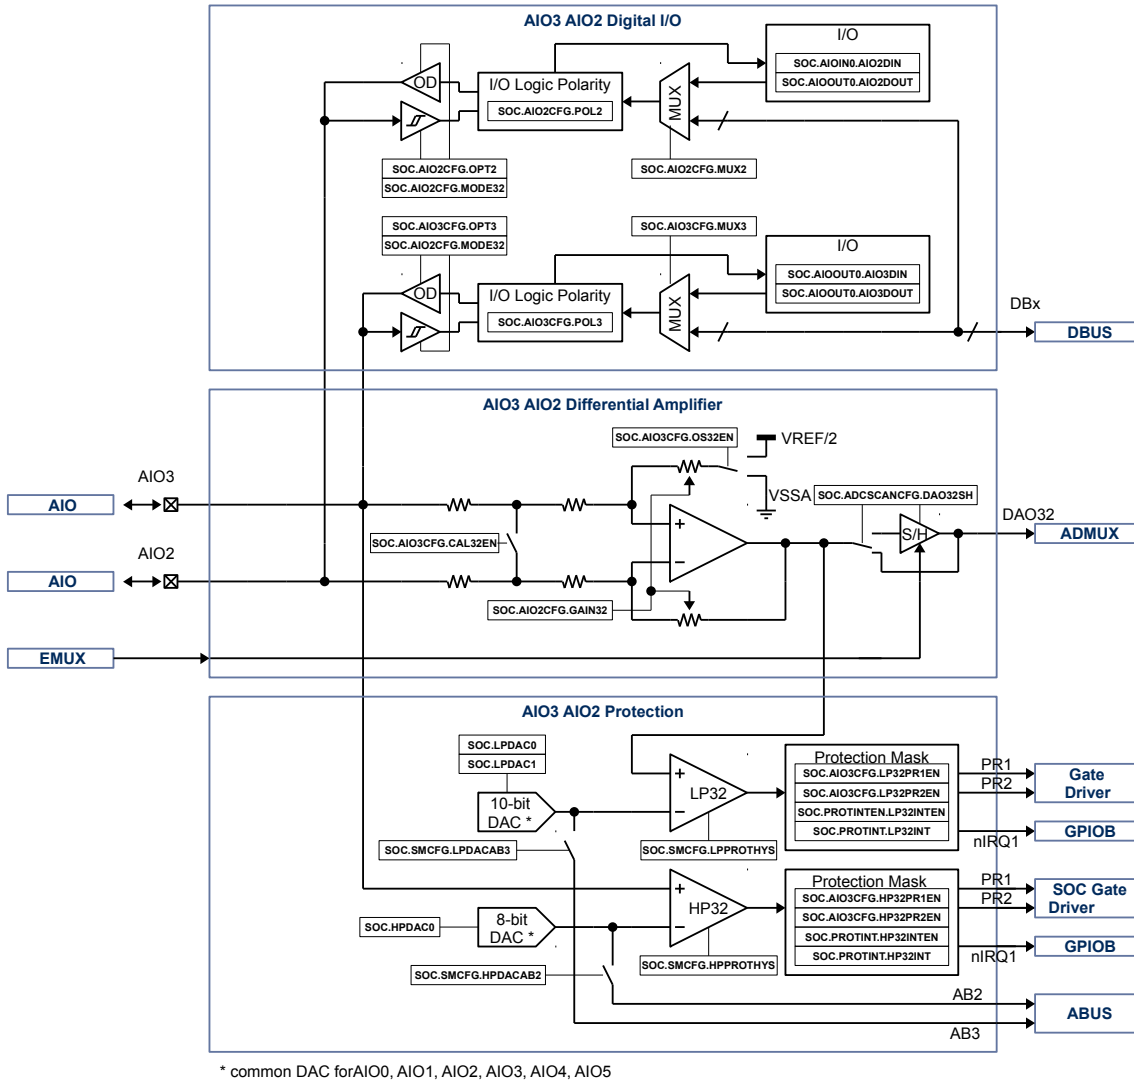 AIO3 AIO2 Digital I/O
I/O
SOC.AIOIN0.AIO2DIN
SOC.AIOOUT0.AIO2DOUT
OD
I/O Logic Polarity
SOC.AIO2CFG.POL2
MUX
SOC.AIO2CFG.OPT2
SOC.AIO2CFG.MODE32
SOC.AIO2CFG.MUX2
SOC.AIO3CFG.OPT3
SOC.AIO2CFG.MODE32
SOC.AIO3CFG.MUX3
I/O
SOC.AIOOUT0.AIO3DIN
SOC.AIOOUT0.AIO3DOUT
OD
I/O Logic Polarity
SOC.AIO3CFG.POL3
MUX
DBx
DBUS
AIO3 AIO2 Differential Amplifier
SOC.AIO3CFG.OS32EN
VREF/2
AIO3
AIO
VSSA
SOC.ADCSCANCFG.DAO32SH
DAO32
+
S/H
ADMUX
SOC.AIO3CFG.CAL32EN
AIO2
−
AIO
SOC.AIO2CFG.GAIN32
EMUX
AIO3 AIO2 Protection
SOC.LPDAC0
SOC.LPDAC1
10-bit
DAC *
+
LP32
−
Protection Mask
SOC.AIO3CFG.LP32PR1EN
SOC.AIO3CFG.LP32PR2EN
SOC.PROTINTEN.LP32INTEN
SOC.PROTINT.LP32INT
PR1
PR2
Gate
Driver
nIRQ1
GPIOB
SOC.SMCFG.LPDACAB3
SOC.SMCFG.LPPROTHYS
SOC.HPDAC0
8-bit
DAC *
+
HP32
−
Protection Mask
SOC.AIO3CFG.HP32PR1EN
SOC.AIO3CFG.HP32PR2EN
SOC.PROTINT.HP32INTEN
SOC.PROTINT.HP32INT
PR1
PR2
SOC Gate
Driver
nIRQ1
GPIOB
SOC.SMCFG.HPDACAB2
SOC.SMCFG.HPPROTHYS
AB2
AB3
ABUS
* common DAC forAIO0, AIO1, AIO2, AIO3, AIO4, AIO5